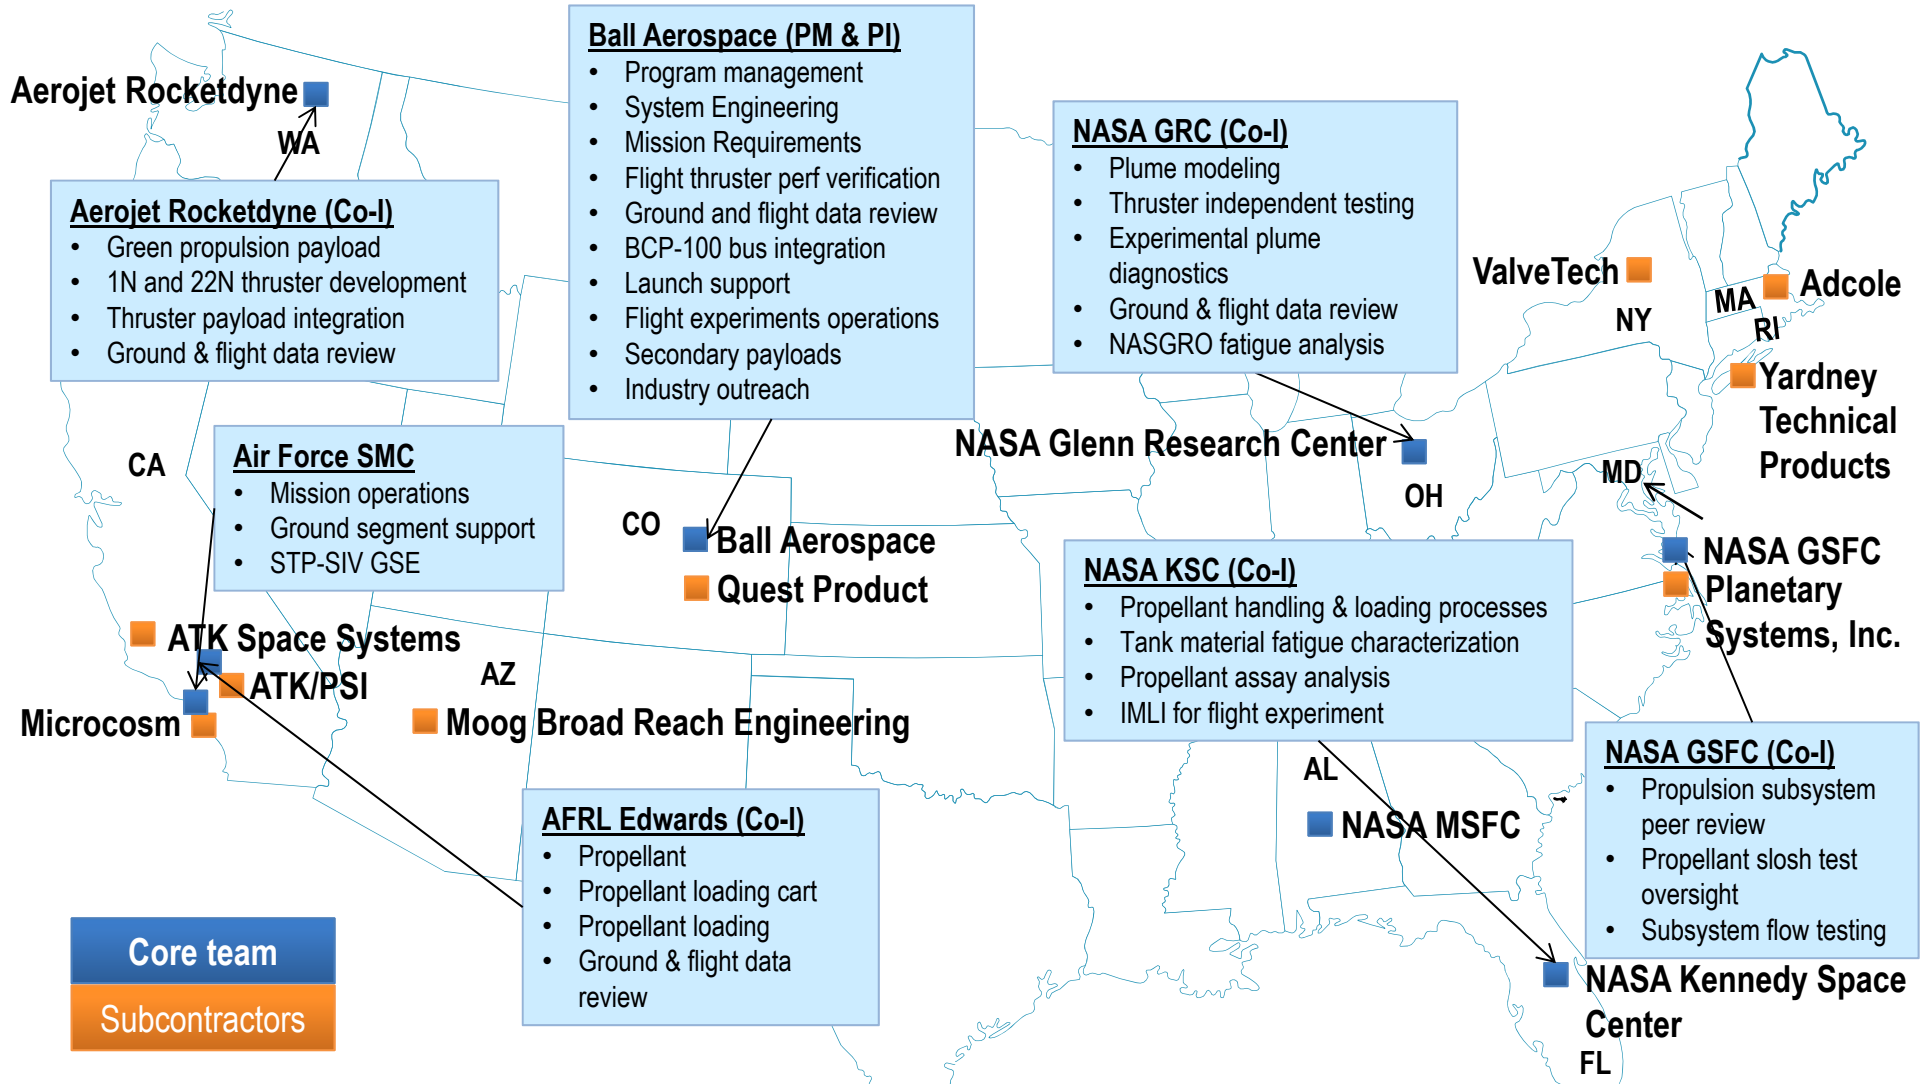 Aerojet Rocketdyne
WA
Aerojet Rocketdyne (Co-I)
• Green propulsion payload
• 1N and 22N thruster development
• Thruster payload integration
• Ground & flight data review
Ball Aerospace (PM & PI)
• Program management
• System Engineering
• Mission Requirements
• Flight thruster perf verification
• Ground and flight data review
• BCP-100 bus integration
• Launch support
• Flight experiments operations
• Secondary payloads
• Industry outreach
NASA GRC (Co-I)
• Plume modeling
• Thruster independent testing
• Experimental plume
diagnostics
• Ground & flight data review
• NASGRO fatigue analysis
ValveTech
NY
MA
Adcole
RI
Yardney
Technical
Products
CA
Air Force SMC
• Mission operations
• Ground segment support
• STP-SIV GSE
CO
Ball Aerospace
Quest Product
NASA Glenn Research Center
OH
MD
NASA GSFC
Planetary
Systems, Inc.
NASA KSC (Co-I)
• Propellant handling & loading processes
• Tank material fatigue characterization
• Propellant assay analysis
• IMLI for flight experiment
ATK Space Systems
ATK/PSI
Microcosm
AZ
Moog Broad Reach Engineering
AL
NASA MSFC
NASA GSFC (Co-I)
• Propulsion subsystem
peer review
• Propellant slosh test
oversight
• Subsystem flow testing
AFRL Edwards (Co-I)
• Propellant
• Propellant loading cart
• Propellant loading
• Ground & flight data
review
NASA Kennedy Space
Center
FL
Core team
Subcontractors